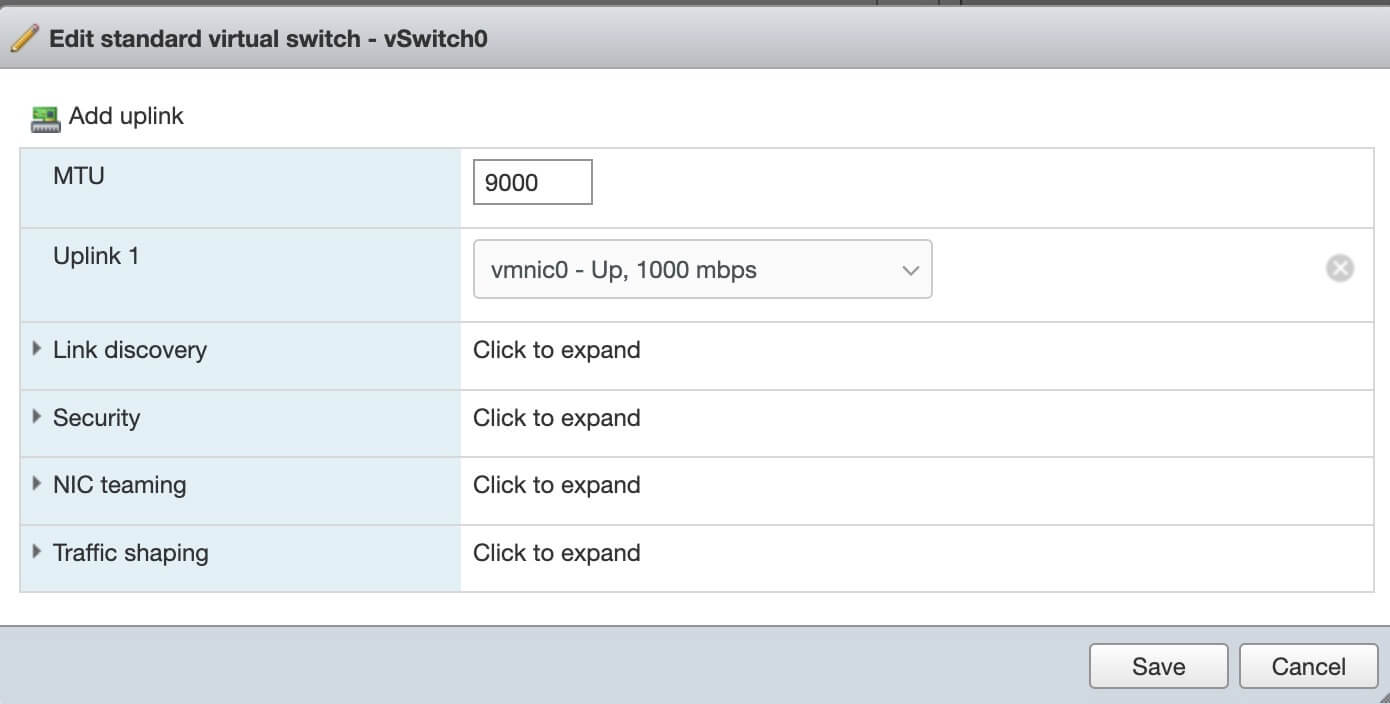 Edit standard virtual switch - vSwitch0
Add uplink
MTU
9000
Uplink 1
vmnic0 - Up, 1000 mbps
Link discovery
Click to expand
Security
Click to expand
NIC teaming
Click to expand
Traffic shaping
Click to expand
Save
Cancel